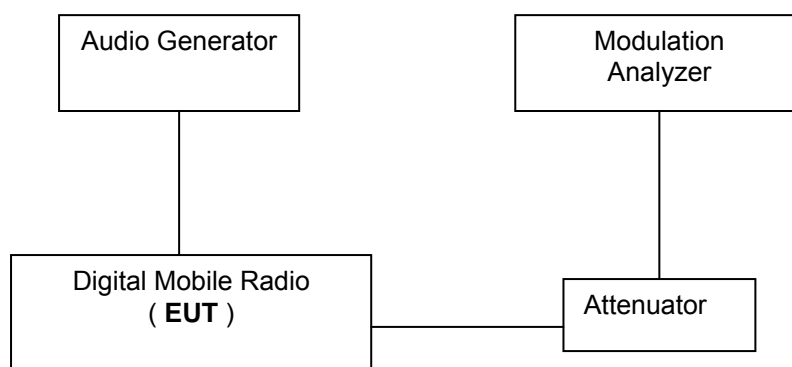 Audio Generator
Modulation
Analyzer
Digital Mobile Radio
( EUT )
Attenuator